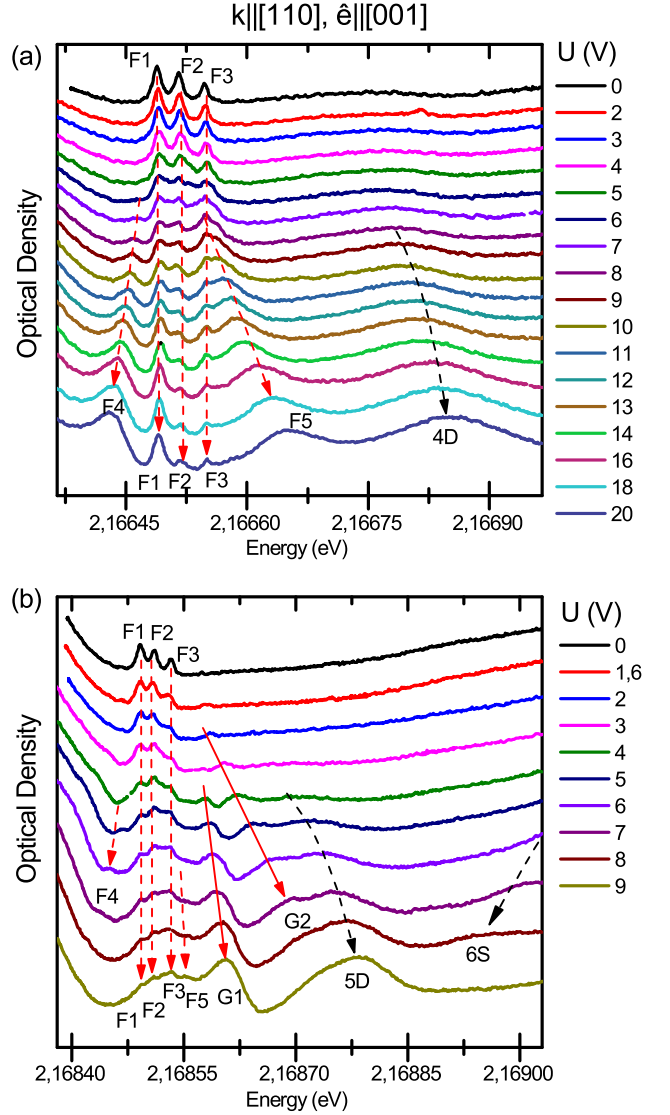 k||[110], ê||[001]
(a)
U (V)
F1
F2
F3
0
2
3
4
5
6
7
8
9
10
11
12
13
14
16
18
20
Optical Density
F4
F5
4D
F1
F2
F3
2,16645
2,16660
2,16675
2,16690
Energy (eV)
(b)
U (V)
F1
F2
F3
0
1,6
2
3
4
5
6
7
8
9
Optical Density
F4
G2
6S
5D
F1
F2
F3
F5
G1
2,16840
2,16855
2,16870
2,16885
2,16900
Energy (eV)